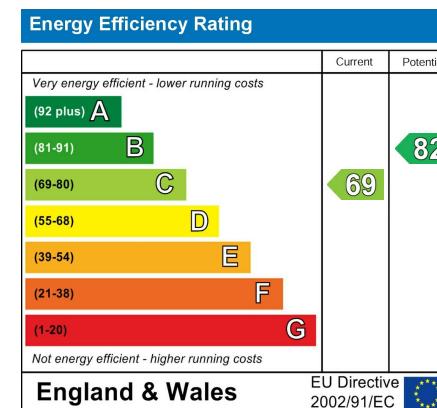 Energy Efficiency Rating
Current Potenti
Very energy efficient - lower running costs
(92 plus) A
(81-91) B 82
(69-80) C 69
(55-68) D
(39-54) E
(21-38) F
(1-20) G
Not energy efficient - higher running costs
England & Wales
EU Directive
2002/91/EC